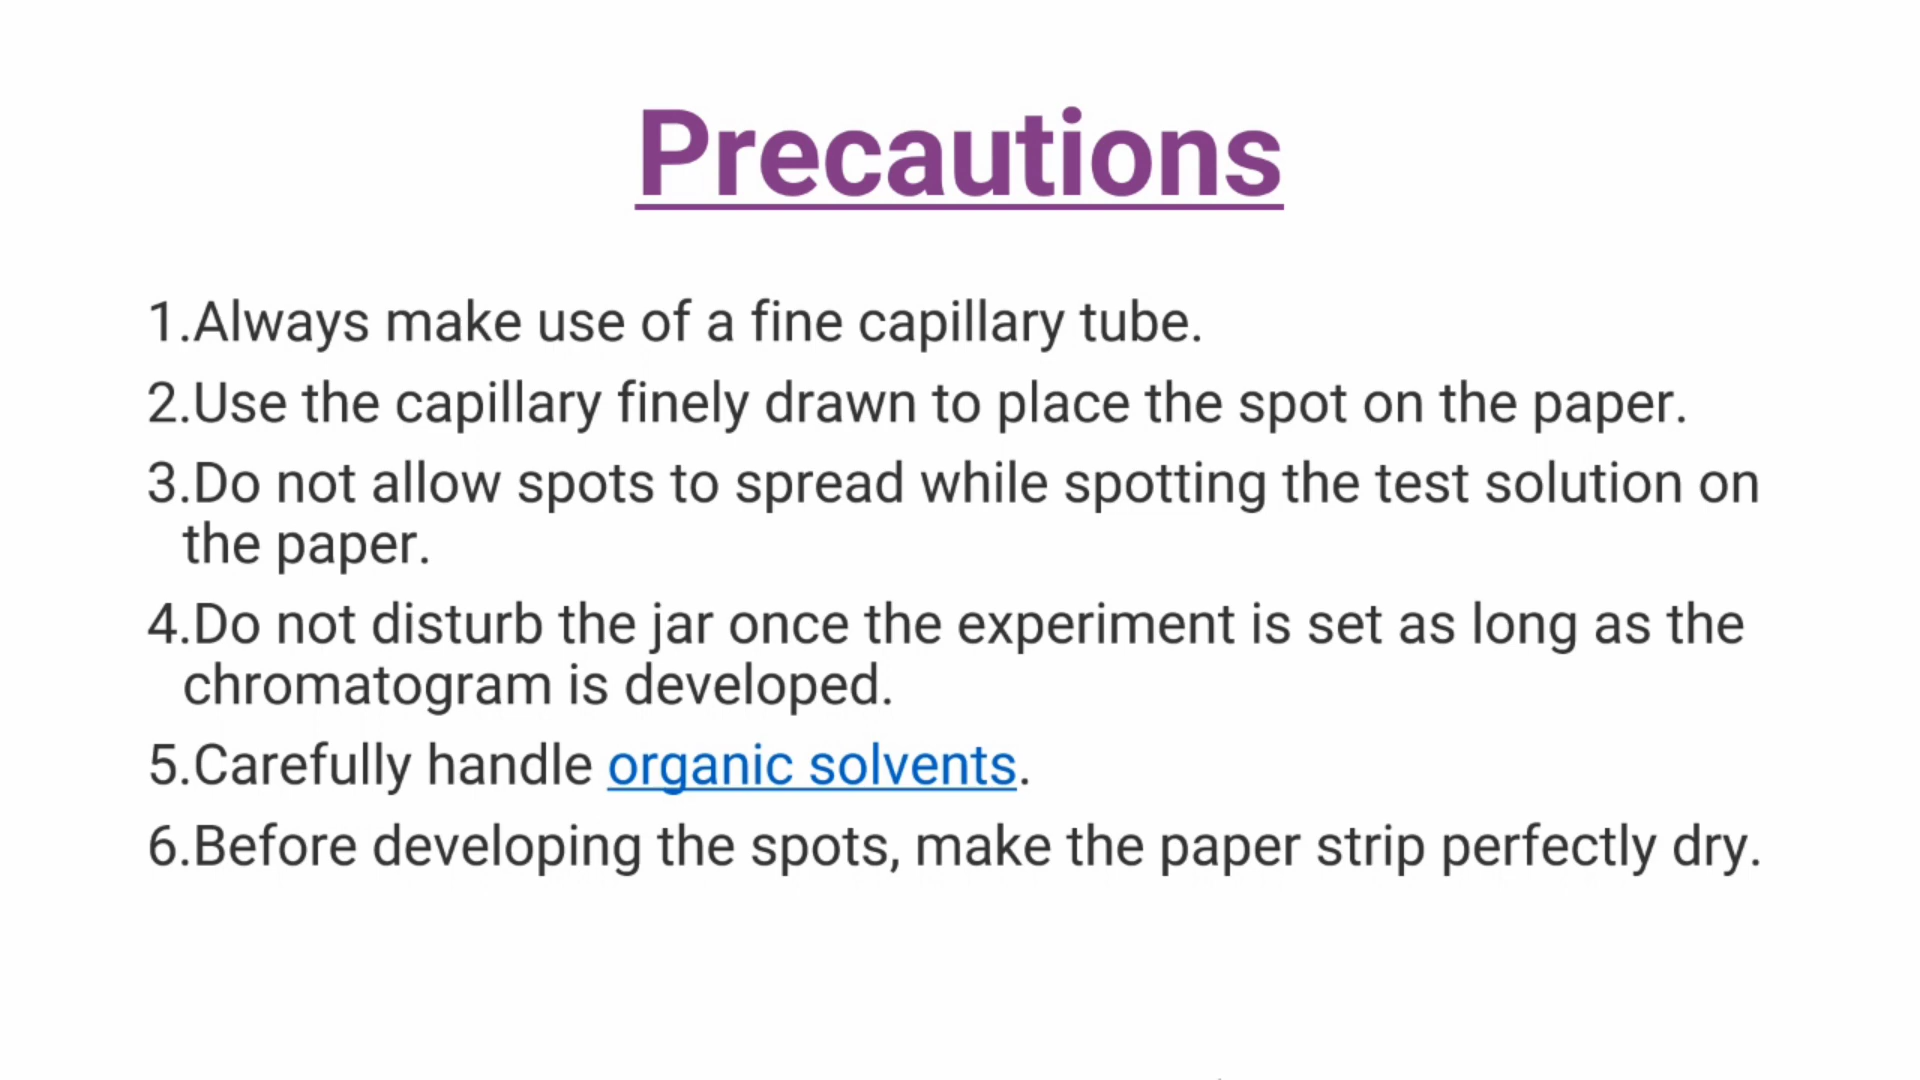 Precautions
1.Always make use of a fine capillary tube.
2.Use the capillary finely drawn to place the spot on the paper.
3.Do not allow spots to spread while spotting the test solution on
the paper.
4.Do not disturb the jar once the experiment is set as long as the
chromatogram is developed.
5.Carefully handle organic solvents.
6.Before developing the spots, make the paper strip perfectly dry.